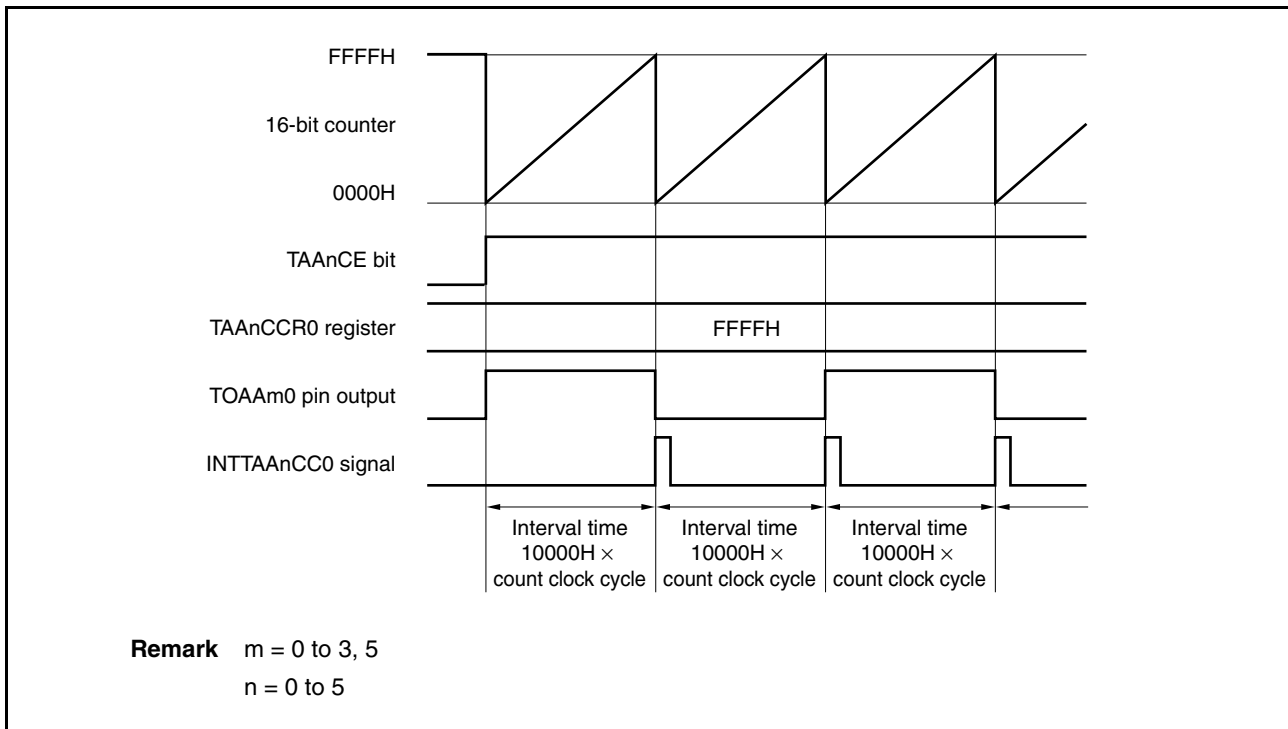 FFFFH
16-bit counter
0000H
TAAnCE bit
TAAnCCR0 register
FFFFH
TOAAm0 pin output
INTTAAnCC0 signal
Interval time
10000H ×
count clock cycle
Interval time
10000H ×
count clock cycle
Interval time
10000H ×
count clock cycle
Remark m = 0 to 3, 5
n = 0 to 5